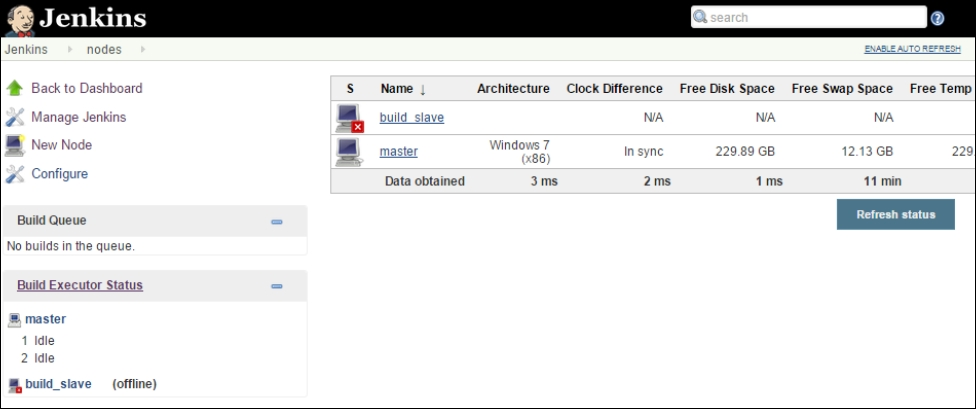 Jenkins
search
Jenkins nodes
ENABLE AUTO REFRESH
Back to Dashboard
Manage Jenkins
New Node
Configure
Build Queue
No builds in the queue.
Build Executor Status
master
1 Idle
2 Idle
build_slave (offline)
S Name ↓ Architecture Clock Difference Free Disk Space Free Swap Space Free Temp
build_slave N/A N/A N/A
master Windows 7 (x86) In sync 229.89 GB 12.13 GB 229.
Data obtained 3 ms 2 ms 1 ms 11 min
Refresh status